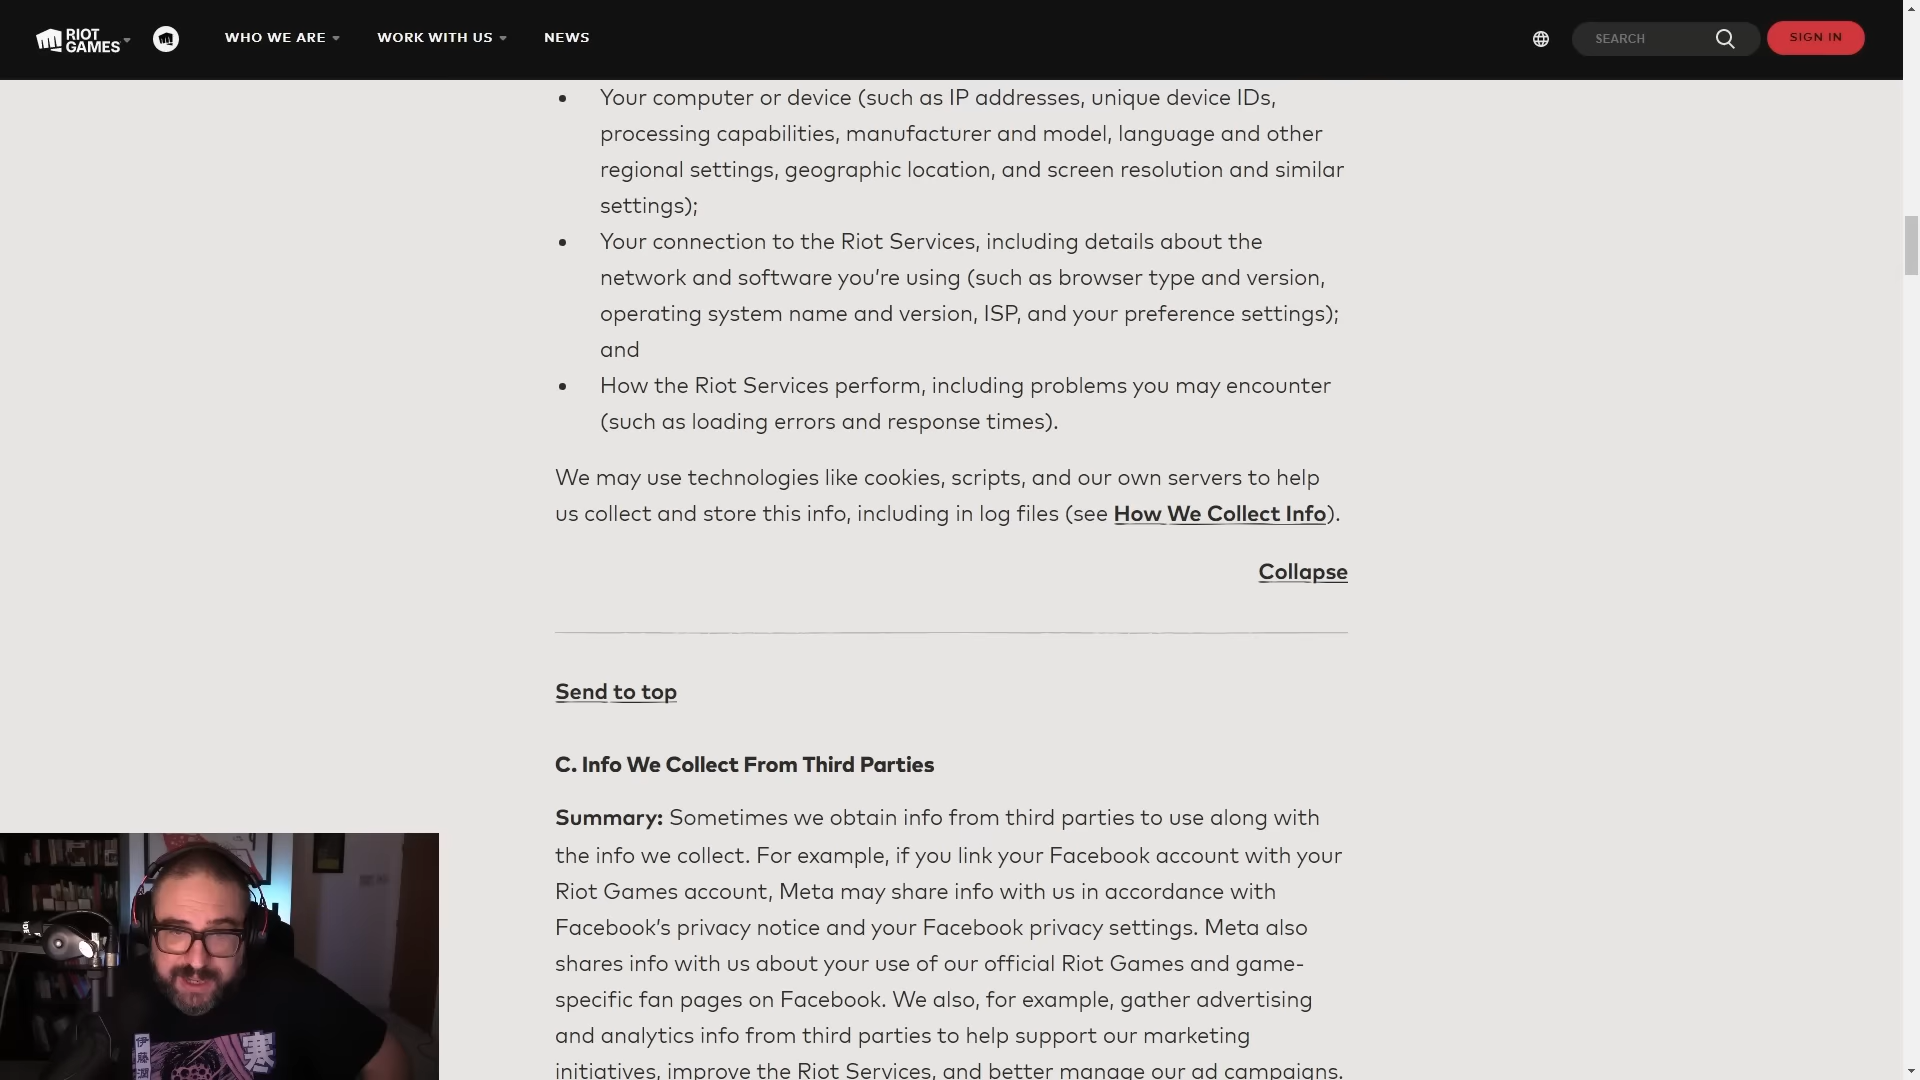 RIOT
GAMES
WHO WE ARE
WORK WITH US
NEWS
SEARCH
SIGN IN
• Your computer or device (such as IP addresses, unique device IDs,
processing capabilities, manufacturer and model, language and other
regional settings, geographic location, and screen resolution and similar
settings);
• Your connection to the Riot Services, including details about the
network and software you’re using (such as browser type and version,
operating system name and version, ISP, and your preference settings);
and
• How the Riot Services perform, including problems you may encounter
(such as loading errors and response times).
We may use technologies like cookies, scripts, and our own servers to help
us collect and store this info, including in log files (see How We Collect Info).
Collapse
Send to top
C. Info We Collect From Third Parties
Summary: Sometimes we obtain info from third parties to use along with
the info we collect. For example, if you link your Facebook account with your
Riot Games account, Meta may share info with us in accordance with
Facebook’s privacy notice and your Facebook privacy settings. Meta also
shares info with us about your use of our official Riot Games and game-
specific fan pages on Facebook. We also, for example, gather advertising
and analytics info from third parties to help support our marketing
initiatives, improve the Riot Services, and better manage our ad campaigns.
伊藤潤
寒